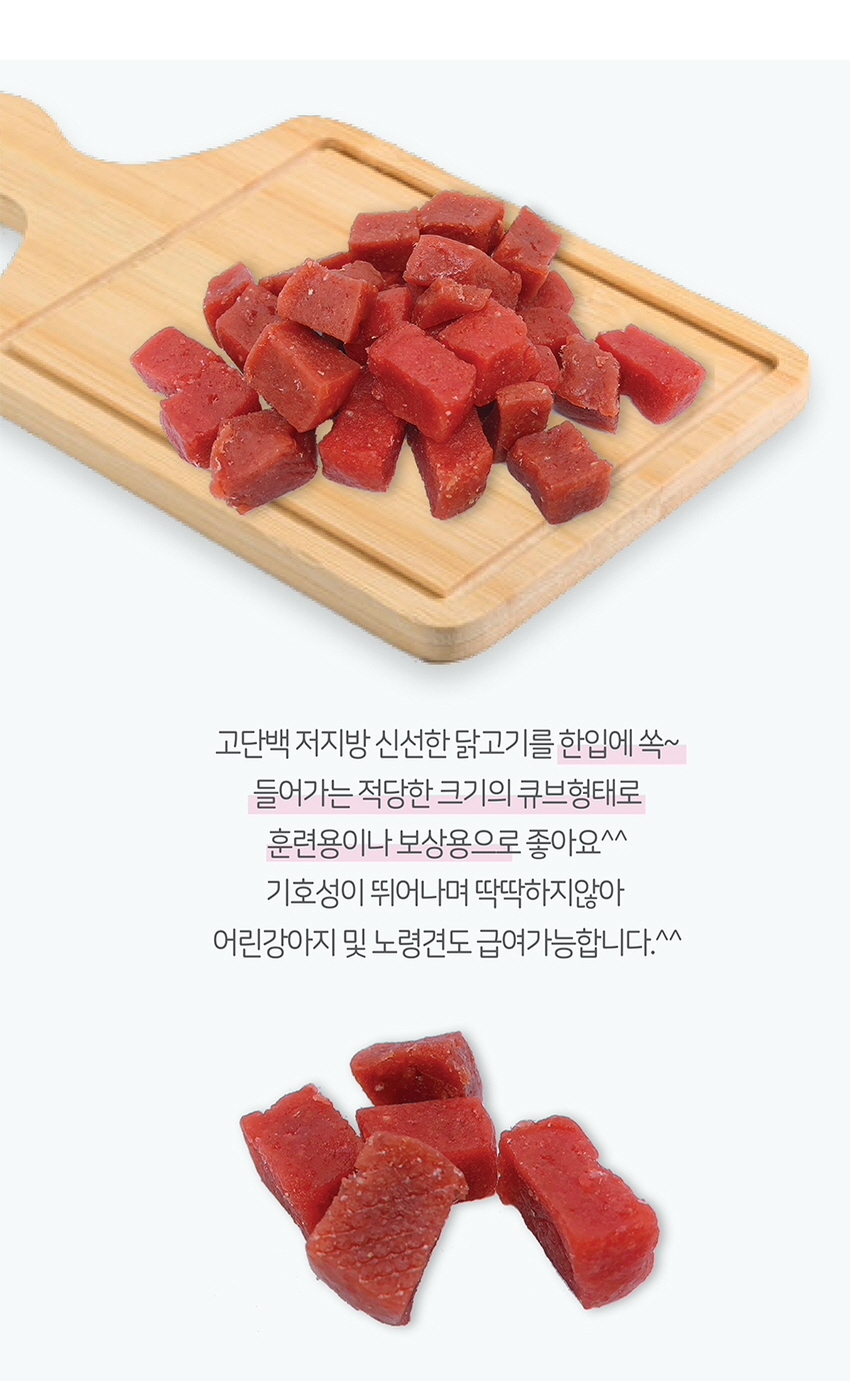 고단백 저지방 신선한 닭고기를 한입에 쏙~
들어가는 적당한 크기의 큐브형태로
훈련용이나 보상용으로 좋아요^^
기호성이 뛰어나며 딱딱하지않아
어린강아지 및 노령견도 급여가능합니다.^^